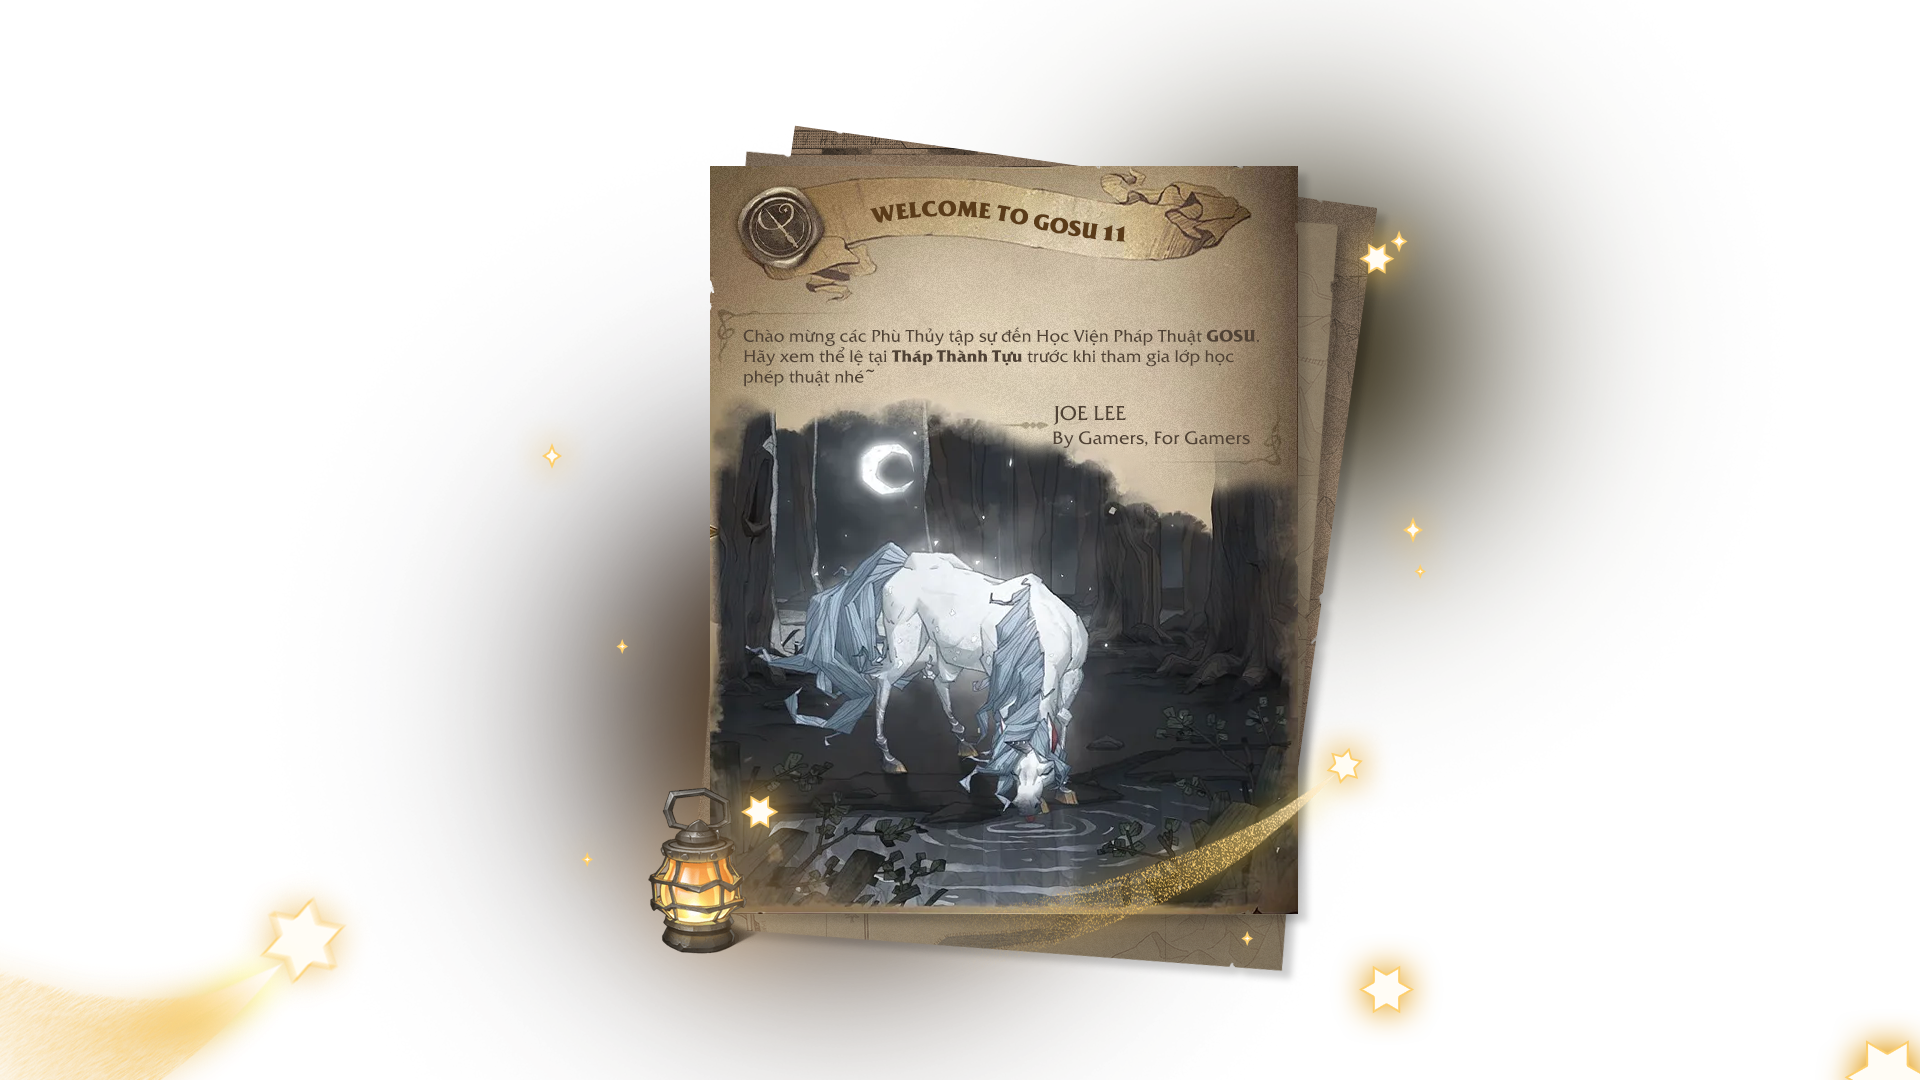 WELCOME TO GOSU 11
Chào mừng các Phù Thủy tập sự đến Học Viện Pháp Thuật GOSU.
Hãy xem thể lệ tại Tháp Thành Tựu trước khi tham gia lớp học
phép thuật nhé~
JOE LEE
By Gamers, For Gamers